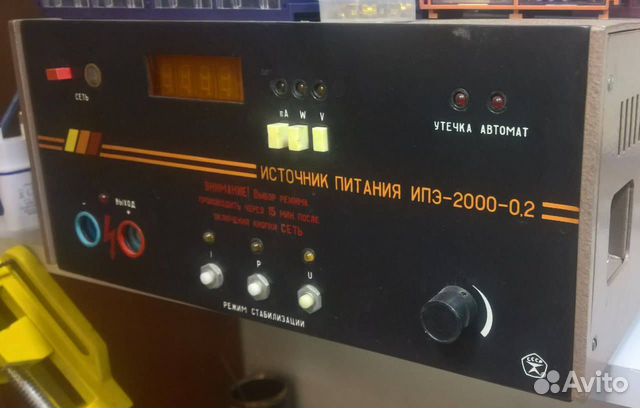 mA W V
СЕТЬ
УТЕЧКА АВТОМАТ
ИСТОЧНИК ПИТАНИЯ ИПЭ-2000-0.2
ВНИМАНИЕ! ВЫБОР РЕЖИМА
ПРОИЗВОДИТЬ ЧЕРЕЗ 15 МИН ПОСЛЕ
ВКЛЮЧЕНИЯ КНОПКИ СЕТЬ
- ВЫХОД +
I P U
РЕЖИМ СТАБИЛИЗАЦИИ
СССР
Avito